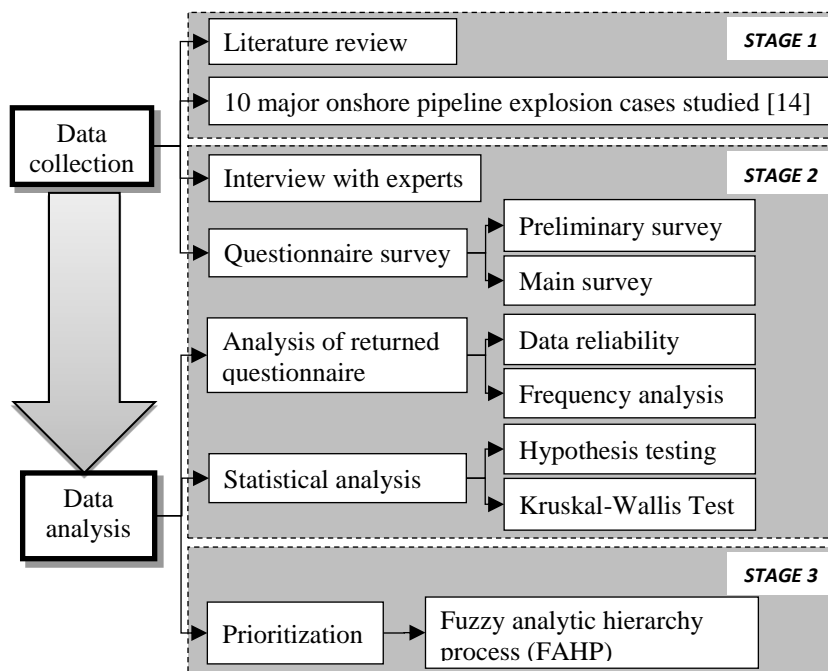 Literature review
STAGE 1
10 major onshore pipeline explosion cases studied [14]
Data
collection
STAGE 2
Interview with experts
Preliminary survey
Questionnaire survey
Main survey
Analysis of returned
questionnaire
Data reliability
Frequency analysis
Hypothesis testing
Statistical analysis
Kruskal-Wallis Test
Data
analysis
STAGE 3
Prioritization
Fuzzy analytic hierarchy
process (FAHP)